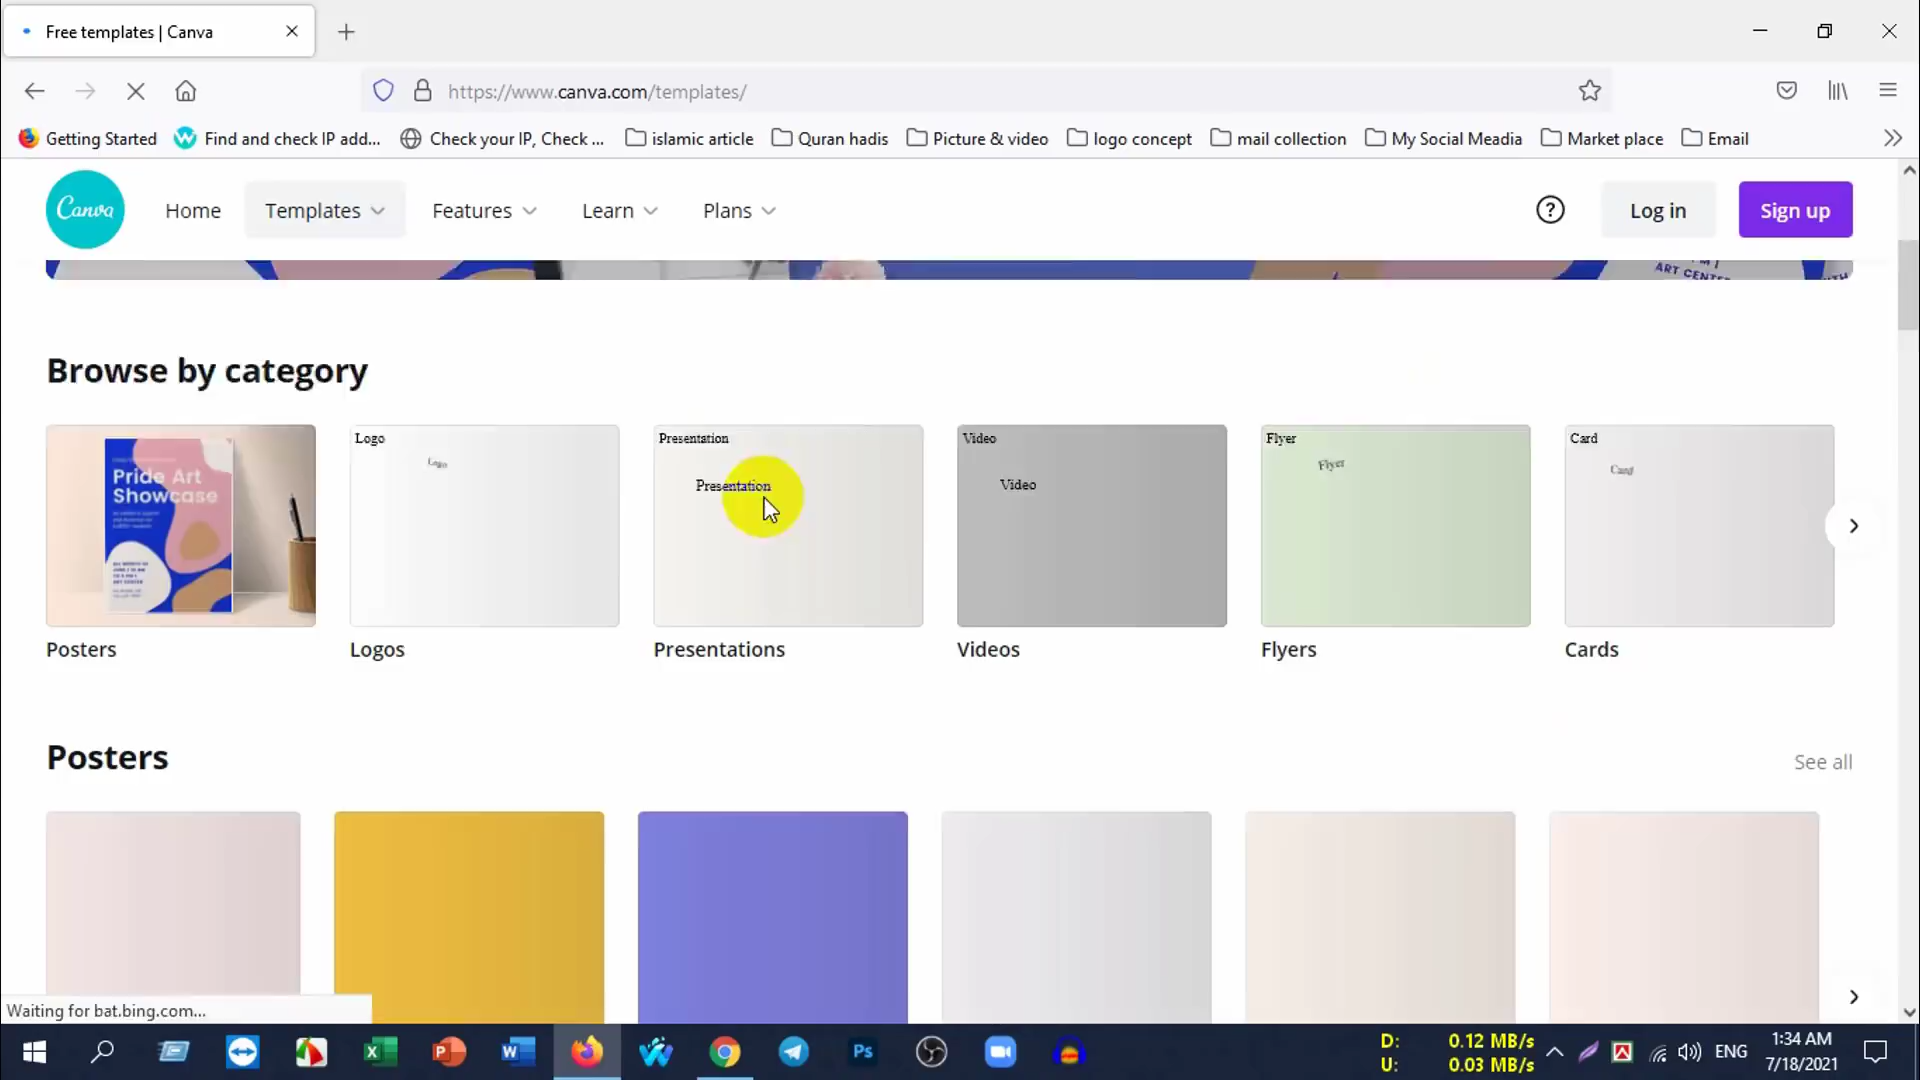 Free templates | Canva
https://www.canva.com/templates/
Getting Started
Find and check IP add...
Check your IP, Check ...
islamic article
Quran hadis
Picture & video
logo concept
mail collection
My Social Meadia
Market place
Email
Canva
Home
Templates
Features
Learn
Plans
?
Log in
Sign up
ART CENTER
Browse by category
Pride Art
Showcase
Logo
Logo
Presentation
Presentation
Video
Video
Flyer
Flyer
Card
Card
Posters
Logos
Presentations
Videos
Flyers
Cards
Posters
See all
Waiting for bat.bing.com...
D: 0.12 MB/s
U: 0.03 MB/s
ENG
1:34 AM
7/18/2021